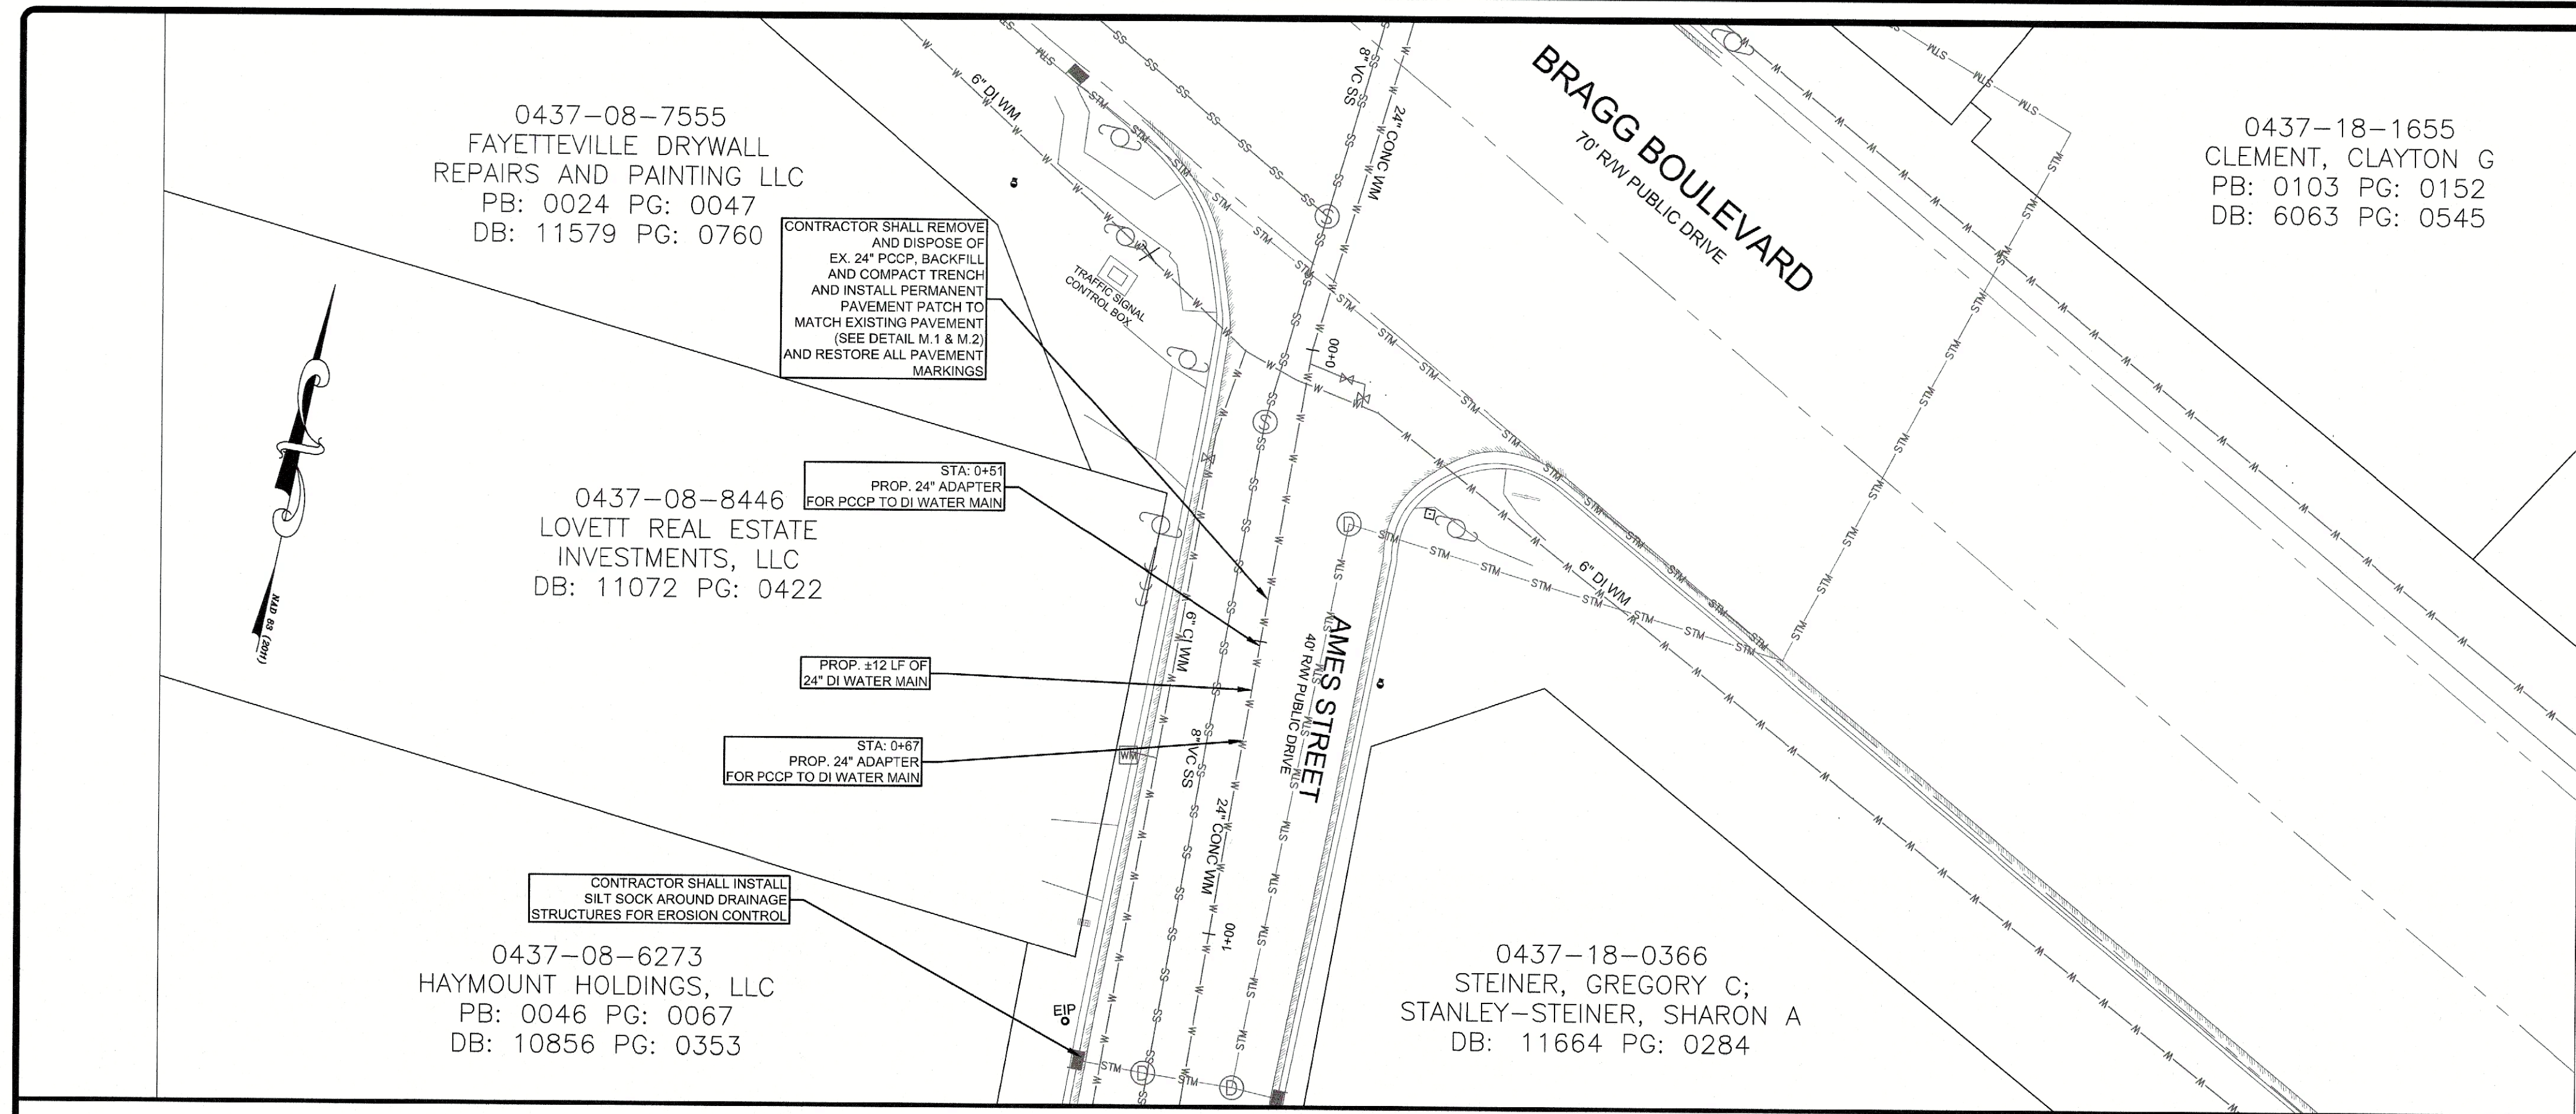 0437-08-7555
FAYETTEVILLE DRYWALL
REPAIRS AND PAINTING LLC
PB: 0024 PG: 0047
DB: 11579 PG: 0760
CONTRACTOR SHALL REMOVE
AND DISPOSE OF
EX. 24" PCCP, BACKFILL
AND COMPACT TRENCH
AND INSTALL PERMANENT
PAVEMENT PATCH TO
MATCH EXISTING PAVEMENT
(SEE DETAIL M.1 & M.2)
AND RESTORE ALL PAVEMENT
MARKINGS
6" DI WM
TRAFFIC SIGNAL
CONTROL BOX
8" VC SS
24" CONC WM
BRAGG BOULEVARD
70' R/W PUBLIC DRIVE
0437-18-1655
CLEMENT, CLAYTON G
PB: 0103 PG: 0152
DB: 6063 PG: 0545
0+00
NAD 83 (2011)
0437-08-8446
LOVETT REAL ESTATE
INVESTMENTS, LLC
DB: 11072 PG: 0422
STA: 0+51
PROP. 24" ADAPTER
FOR PCCP TO DI WATER MAIN
PROP. ±12 LF OF
24" DI WATER MAIN
STA: 0+67
PROP. 24" ADAPTER
FOR PCCP TO DI WATER MAIN
6" CI WM
WM
8" VC SS
24" CONC WM
AMES STREET
40' R/W PUBLIC DRIVE
6" DI WM
1+00
CONTRACTOR SHALL INSTALL
SILT SOCK AROUND DRAINAGE
STRUCTURES FOR EROSION CONTROL
0437-08-6273
HAYMOUNT HOLDINGS, LLC
PB: 0046 PG: 0067
DB: 10856 PG: 0353
EIP
0437-18-0366
STEINER, GREGORY C;
STANLEY-STEINER, SHARON A
DB: 11664 PG: 0284
S
S
D
D
D
W
SS
STM